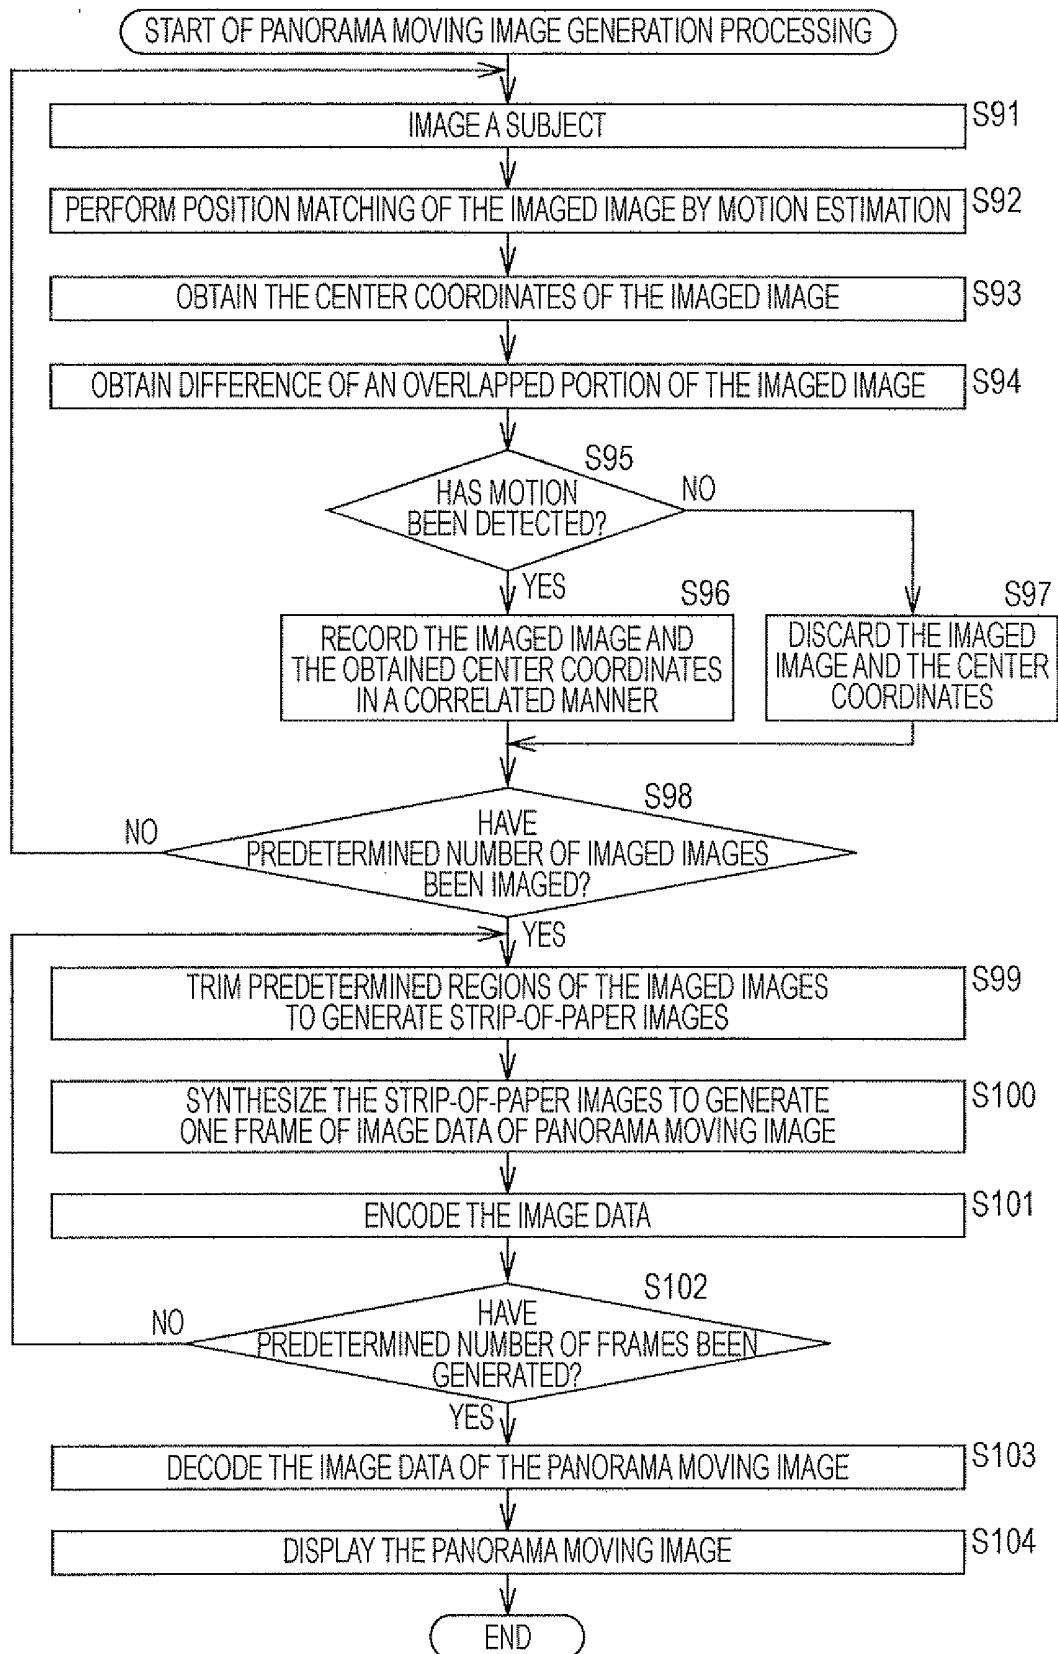 START OF PANORAMA MOVING IMAGE GENERATION PROCESSING
IMAGE A SUBJECT
S91
PERFORM POSITION MATCHING OF THE IMAGED IMAGE BY MOTION ESTIMATION
S92
OBTAIN THE CENTER COORDINATES OF THE IMAGED IMAGE
S93
OBTAIN DIFFERENCE OF AN OVERLAPPED PORTION OF THE IMAGED IMAGE
S94
S95
HAS MOTION
BEEN DETECTED?
NO
YES
S96
RECORD THE IMAGED IMAGE AND
THE OBTAINED CENTER COORDINATES
IN A CORRELATED MANNER
S97
DISCARD THE IMAGED
IMAGE AND THE CENTER
COORDINATES
S98
HAVE
PREDETERMINED NUMBER OF IMAGED IMAGES
BEEN IMAGED?
NO
YES
TRIM PREDETERMINED REGIONS OF THE IMAGED IMAGES
TO GENERATE STRIP-OF-PAPER IMAGES
S99
SYNTHESIZE THE STRIP-OF-PAPER IMAGES TO GENERATE
ONE FRAME OF IMAGE DATA OF PANORAMA MOVING IMAGE
S100
ENCODE THE IMAGE DATA
S101
S102
HAVE
PREDETERMINED NUMBER OF FRAMES BEEN
GENERATED?
NO
YES
DECODE THE IMAGE DATA OF THE PANORAMA MOVING IMAGE
S103
DISPLAY THE PANORAMA MOVING IMAGE
S104
END